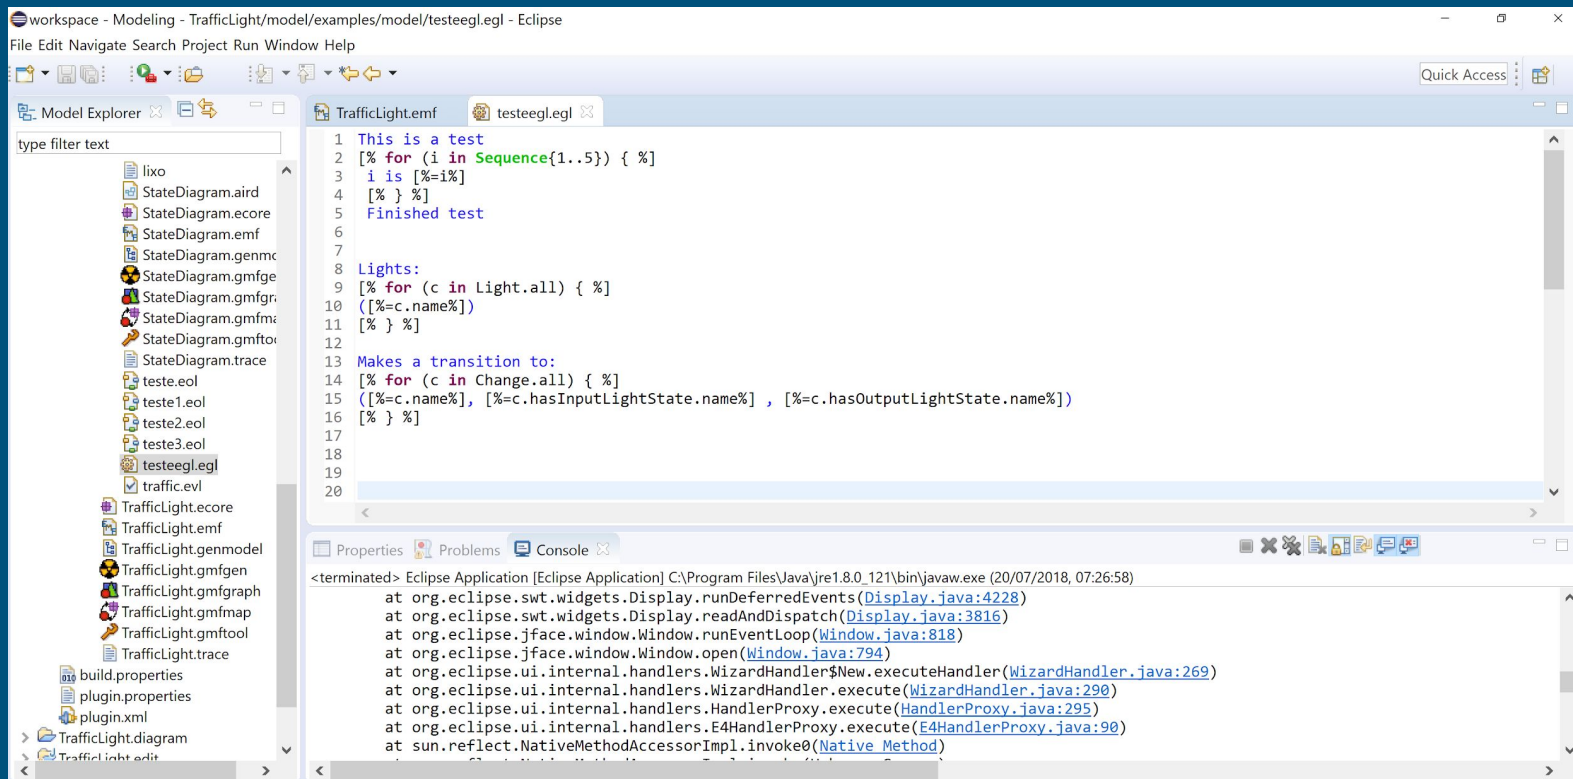 workspace - Modeling - TrafficLight/model/examples/model/testeegl.egl - Eclipse
File Edit Navigate Search Project Run Window Help
Quick Access
Model Explorer
type filter text
lixo
StateDiagram.aird
StateDiagram.ecore
StateDiagram.emf
StateDiagram.genmo
StateDiagram.gmfge
StateDiagram.gmfgr
StateDiagram.gmfma
StateDiagram.gmftoo
StateDiagram.trace
teste.eol
teste1.eol
teste2.eol
teste3.eol
testeegl.egl
traffic.evl
TrafficLight.ecore
TrafficLight.emf
TrafficLight.genmodel
TrafficLight.gmfgen
TrafficLight.gmfgraph
TrafficLight.gmfmap
TrafficLight.gmftool
TrafficLight.trace
build.properties
plugin.properties
plugin.xml
TrafficLight.diagram
TrafficLight.edit
TrafficLight.emf testeegl.egl
1 This is a test
2 [% for (i in Sequence{1..5}) { %]
3 i is [%=i%]
4 [% } %]
5 Finished test
6
7
8 Lights:
9 [% for (c in Light.all) { %]
10 ([%=c.name%])
11 [% } %]
12
13 Makes a transition to:
14 [% for (c in Change.all) { %]
15 ([%=c.name%], [%=c.hasInputLightState.name%] , [%=c.hasOutputLightState.name%])
16 [% } %]
17
18
19
20
Properties Problems Console
<terminated> Eclipse Application [Eclipse Application] C:\Program Files\Java\jre1.8.0_121\bin\javaw.exe (20/07/2018, 07:26:58)
at org.eclipse.swt.widgets.Display.runDeferredEvents(Display.java:4228)
at org.eclipse.swt.widgets.Display.readAndDispatch(Display.java:3816)
at org.eclipse.jface.window.Window.runEventLoop(Window.java:818)
at org.eclipse.jface.window.Window.open(Window.java:794)
at org.eclipse.ui.internal.handlers.WizardHandler$New.executeHandler(WizardHandler.java:269)
at org.eclipse.ui.internal.handlers.WizardHandler.execute(WizardHandler.java:290)
at org.eclipse.ui.internal.handlers.HandlerProxy.execute(HandlerProxy.java:295)
at org.eclipse.ui.internal.handlers.E4HandlerProxy.execute(E4HandlerProxy.java:90)
at sun.reflect.NativeMethodAccessorImpl.invoke0(Native Method)